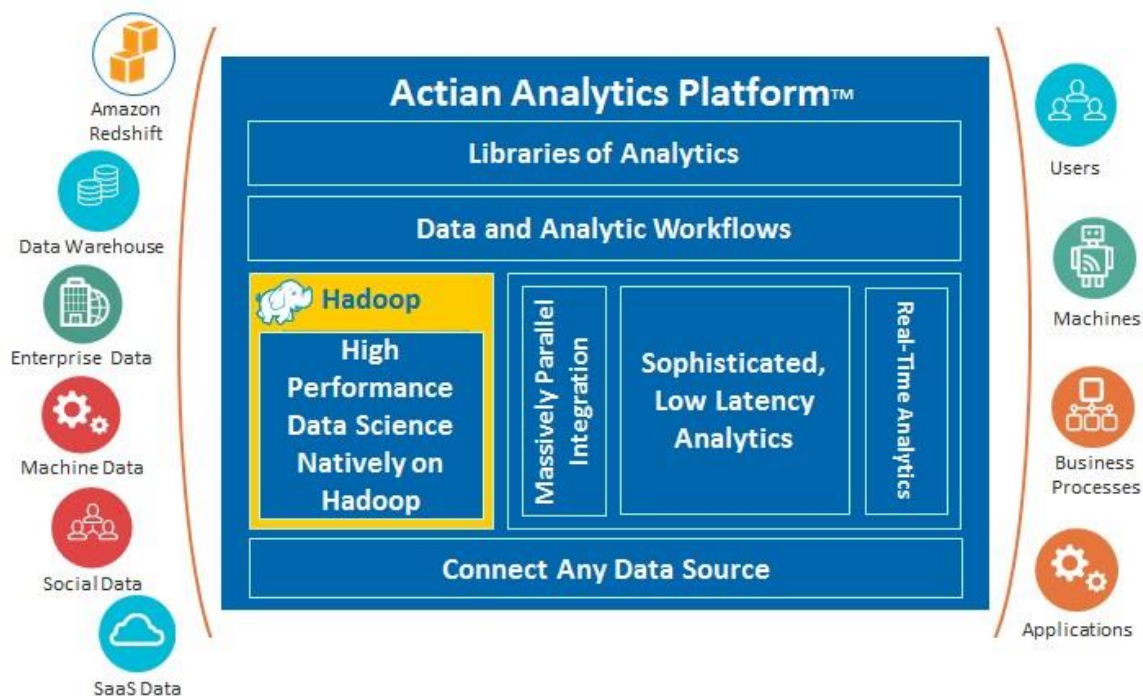 Amazon
Redshift
Data Warehouse
Enterprise Data
Machine Data
Social Data
SaaS Data
Actian Analytics Platform™
Libraries of Analytics
Data and Analytic Workflows
Hadoop
High
Performance
Data Science
Natively on
Hadoop
Massively Parallel
Integration
Sophisticated,
Low Latency
Analytics
Real-Time Analytics
Connect Any Data Source
Users
Machines
Business
Processes
Applications